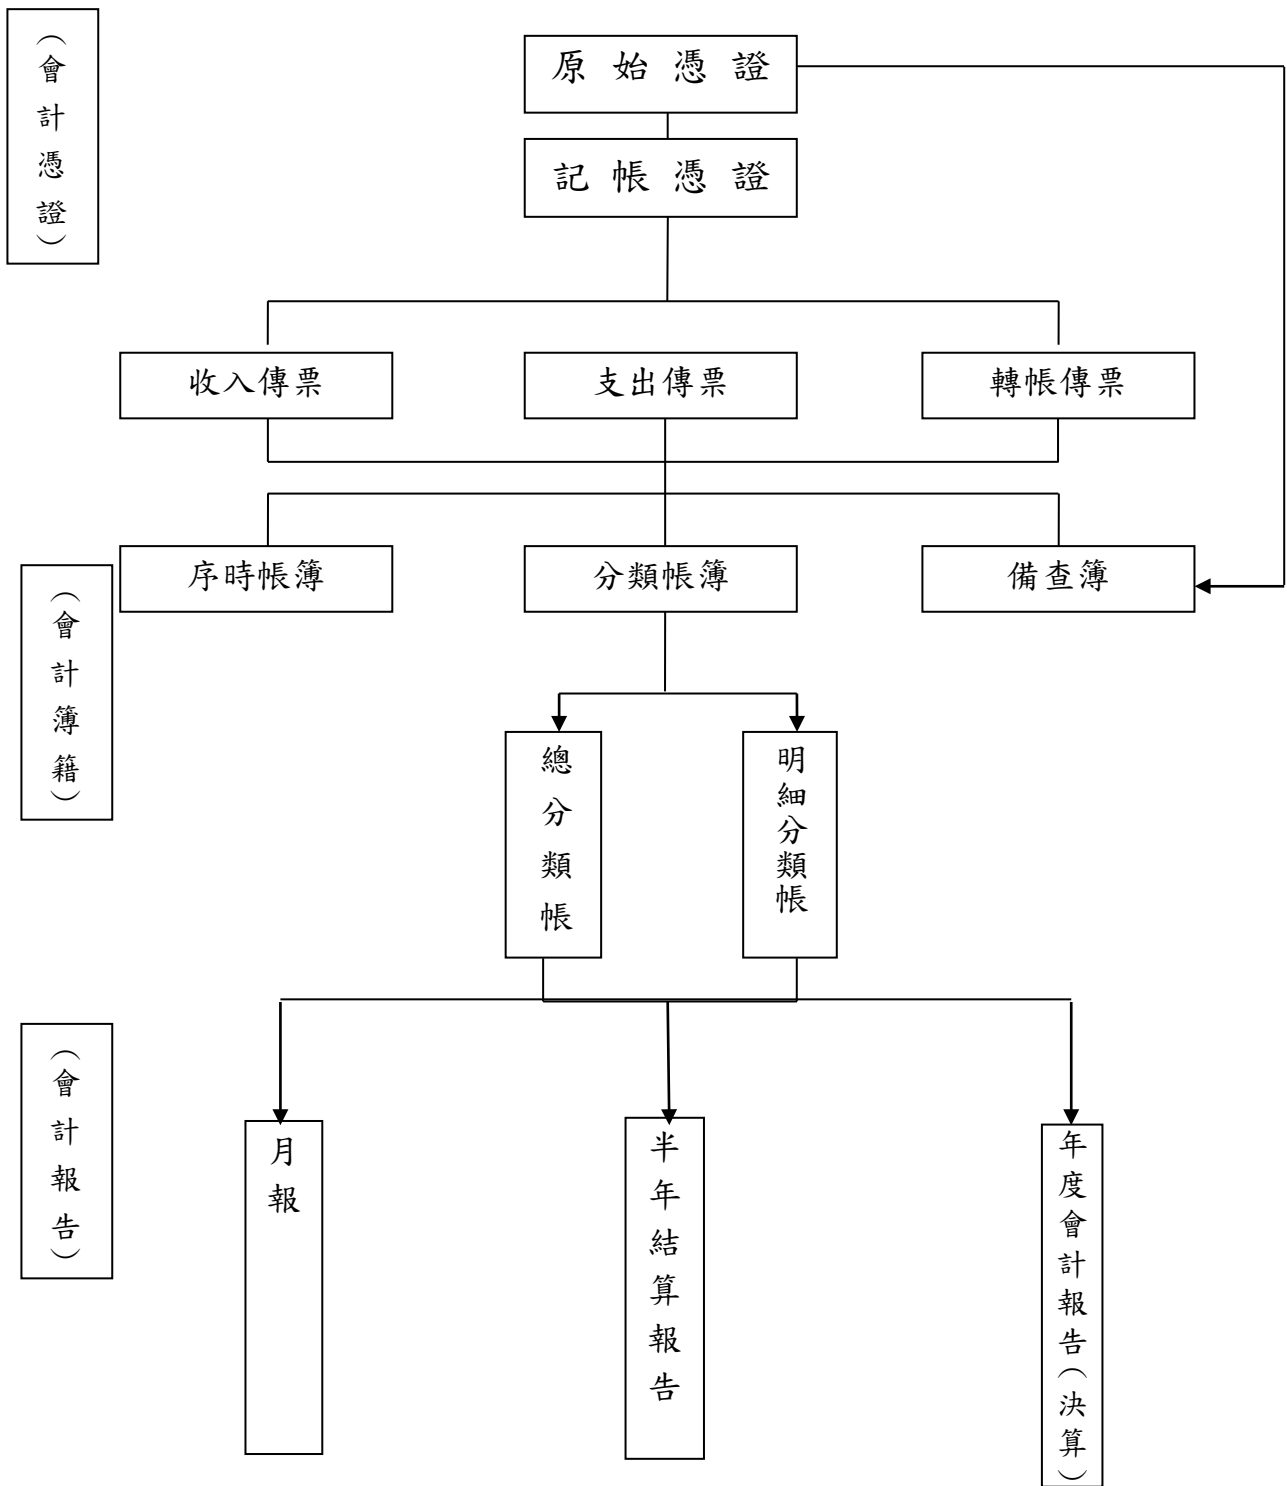 （會計憑證）
原始憑證
記帳憑證
收入傳票
支出傳票
轉帳傳票
（會計簿籍）
序時帳簿
分類帳簿
備查簿
總分類帳
明細分類帳
（會計報告）
月報
半年結算報告
年度會計報告（決算）